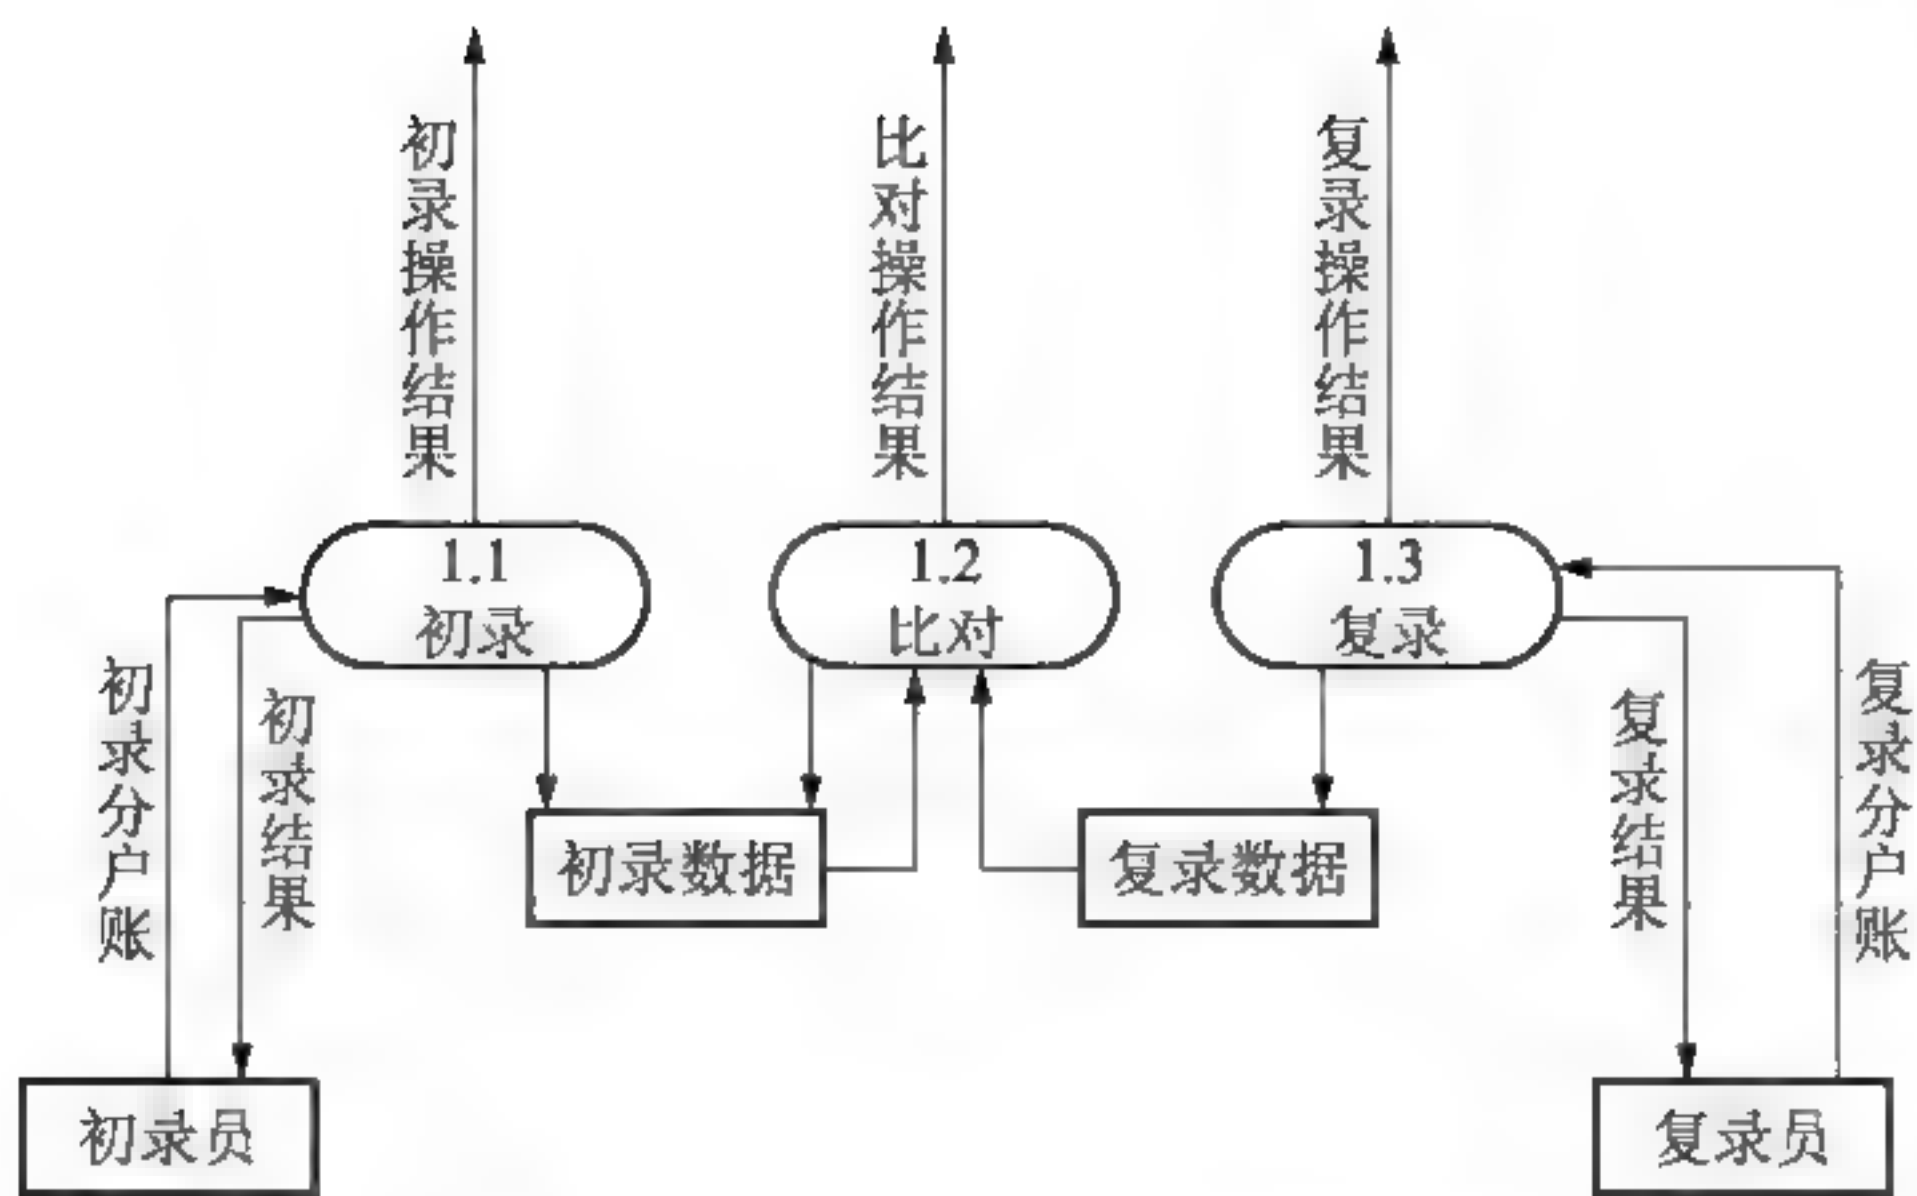 初录操作结果
比对操作结果
复录操作结果
1.1
初录
1.2
比对
1.3
复录
初录分户账
初录结果
复录结果
复录分户账
初录数据
复录数据
初录员
复录员